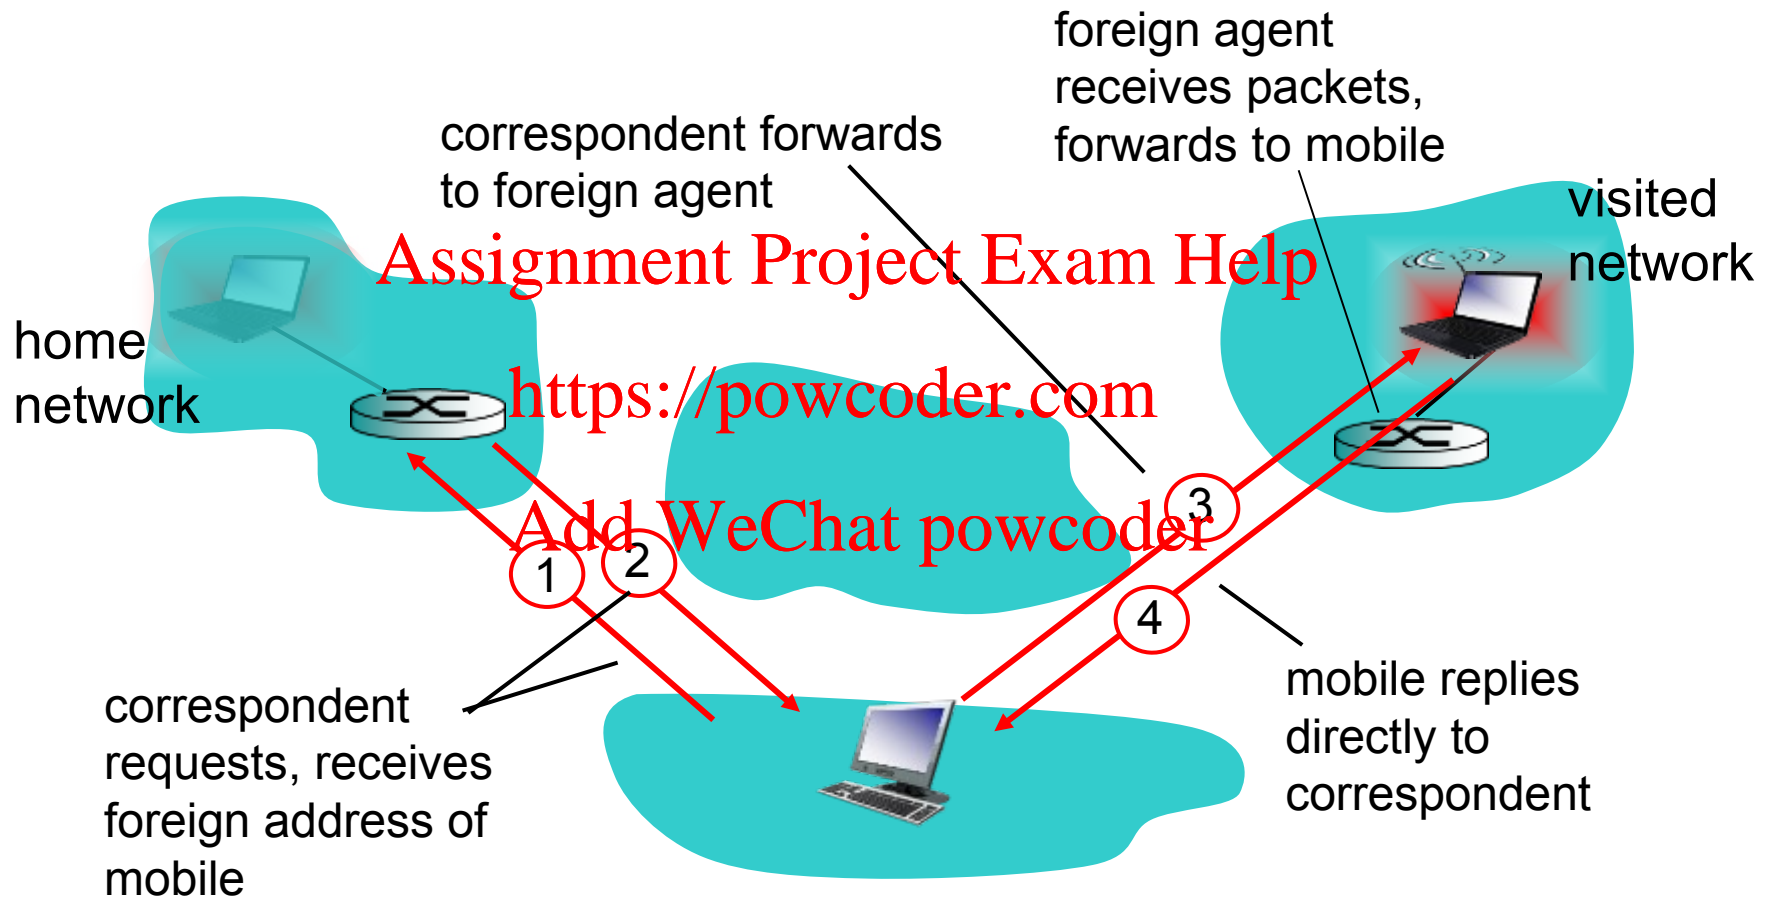 foreign agent
receives packets,
forwards to mobile
correspondent forwards
to foreign agent
visited
network
Assignment Project Exam Help
home
network
https://powcoder.com
Add WeChat powcoder
1
2
3
4
correspondent
requests, receives
foreign address of
mobile
mobile replies
directly to
correspondent